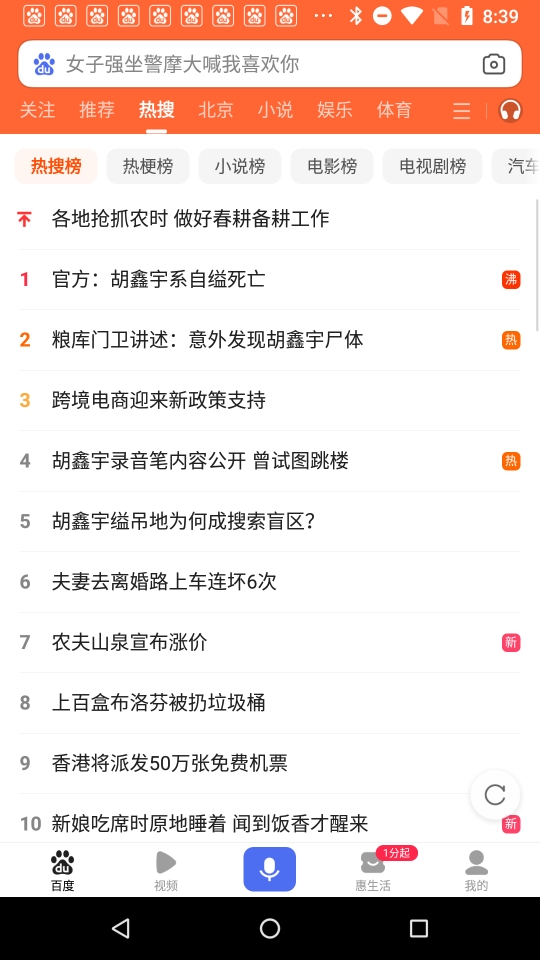 8:39
女子强坐警摩大喊我喜欢你
关注 推荐 热搜 北京 小说 娱乐 体育
热搜榜 热梗榜 小说榜 电影榜 电视剧榜 汽车
各地抢抓农时 做好春耕备耕工作
1 官方：胡鑫宇系自缢死亡 沸
2 粮库门卫讲述：意外发现胡鑫宇尸体 热
3 跨境电商迎来新政策支持
4 胡鑫宇录音笔内容公开 曾试图跳楼 热
5 胡鑫宇缢吊地为何成搜索盲区？
6 夫妻去离婚路上车连坏6次
7 农夫山泉宣布涨价 新
8 上百盒布洛芬被扔垃圾桶
9 香港将派发50万张免费机票
10 新娘吃席时原地睡着 闻到饭香才醒来 新
1分起
百度 视频 惠生活 我的